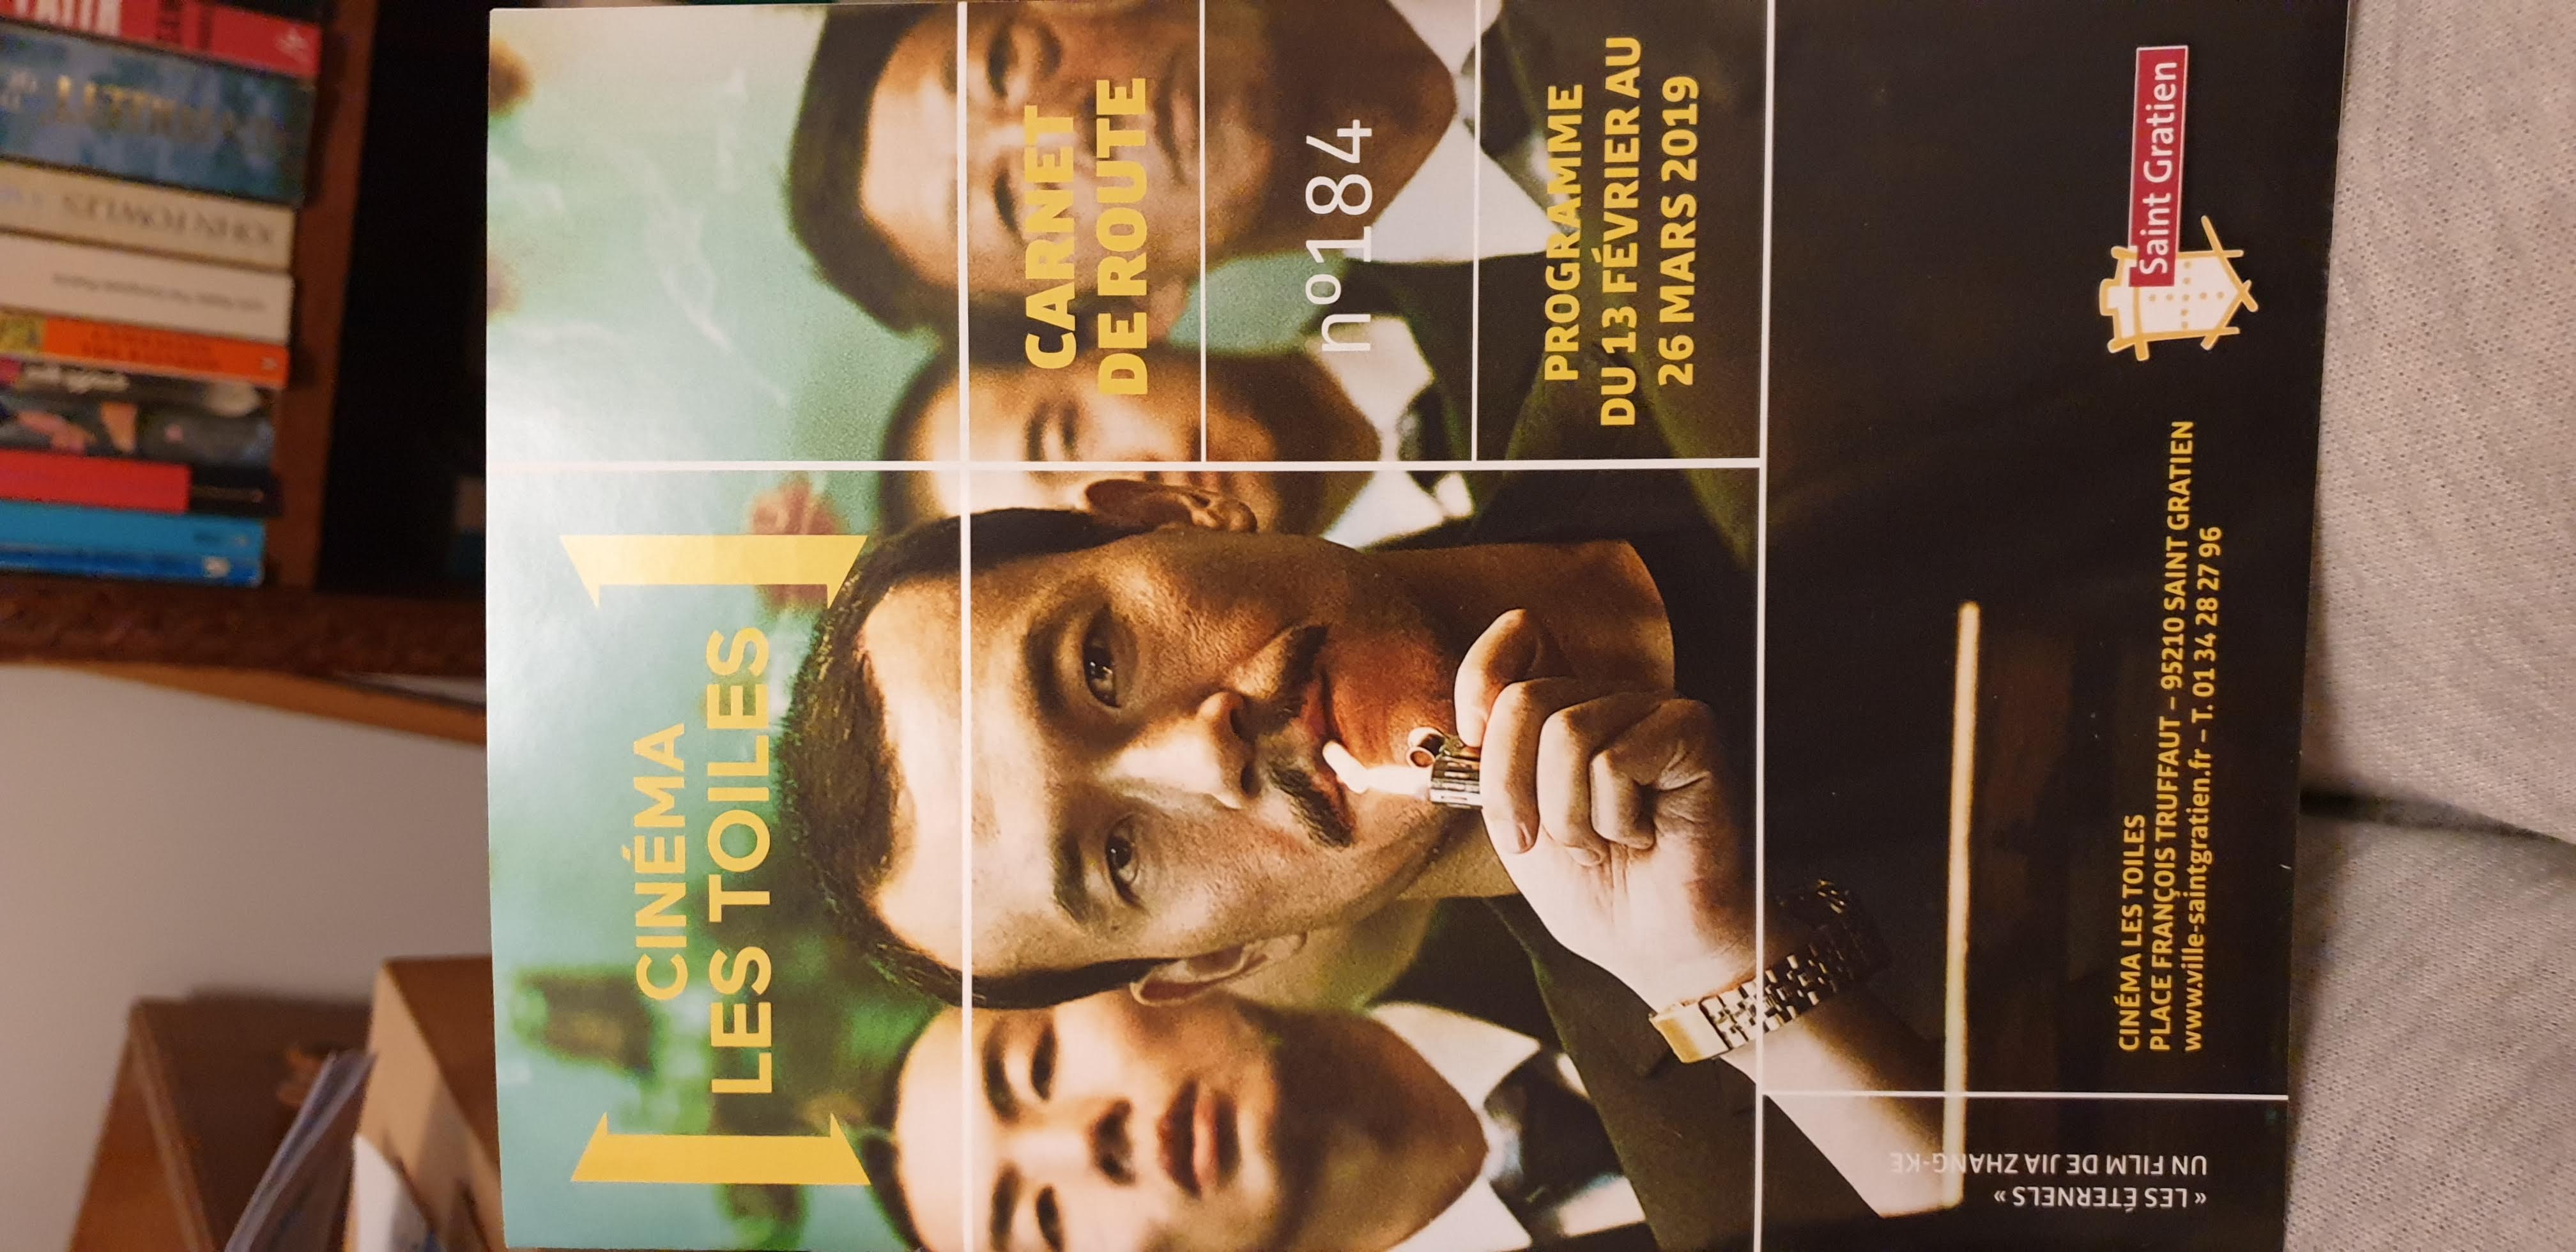 CINÉMA
LES TOILES
CARNET
DE ROUTE
nº184
PROGRAMME
DU 13 FÉVRIER AU
26 MARS 2019
« LES ÉTERNELS »
UN FILM DE JIA ZHANG-KE
CINÉMA LES TOILES
PLACE FRANÇOIS TRUFFAUT – 95210 SAINT GRATIEN
www.ville-saintgratien.fr – T. 01 34 28 27 96
Saint Gratien